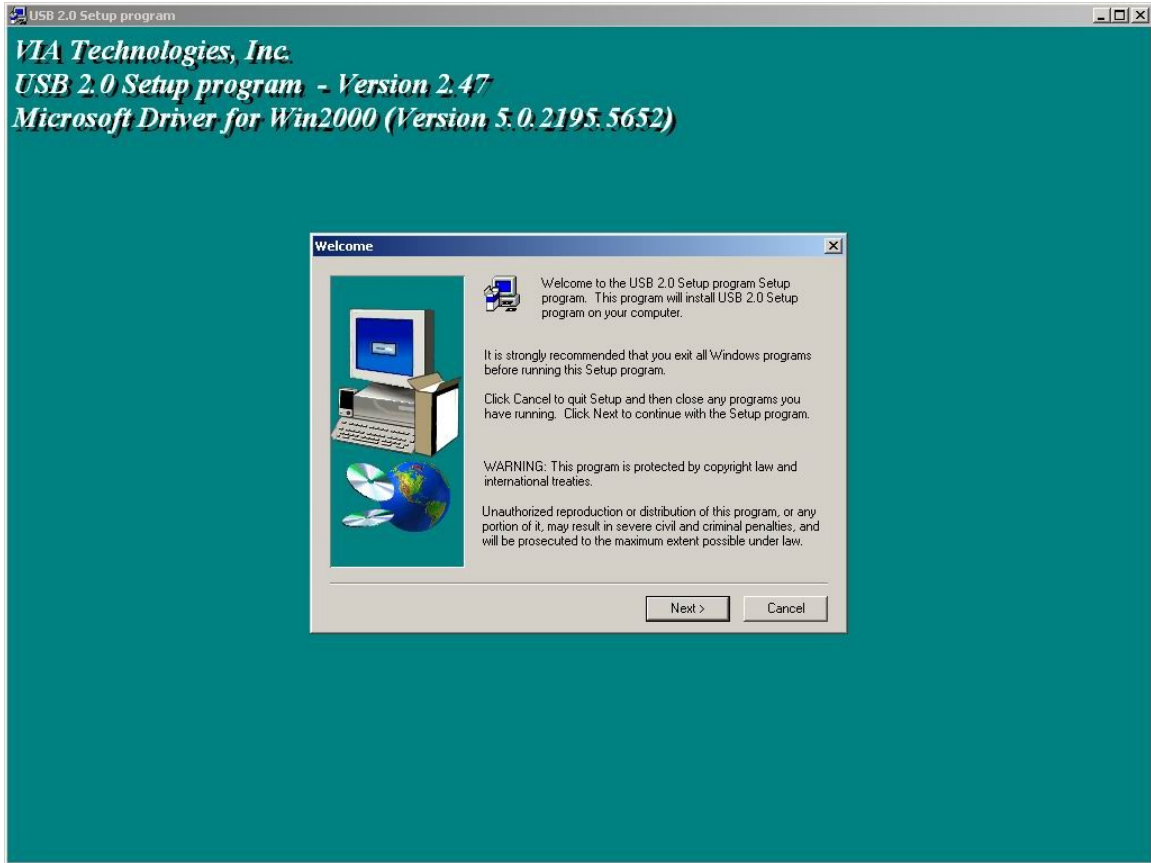 USB 2.0 Setup program
VIA Technologies, Inc.
USB 2.0 Setup program - Version 2.47
Microsoft Driver for Win2000 (Version 5.0.2195.5652)
Welcome
Welcome to the USB 2.0 Setup program Setup
program. This program will install USB 2.0 Setup
program on your computer.
It is strongly recommended that you exit all Windows programs
before running this Setup program.
Click Cancel to quit Setup and then close any programs you
have running. Click Next to continue with the Setup program.
WARNING: This program is protected by copyright law and
international treaties.
Unauthorized reproduction or distribution of this program, or any
portion of it, may result in severe civil and criminal penalties, and
will be prosecuted to the maximum extent possible under law.
Next >
Cancel